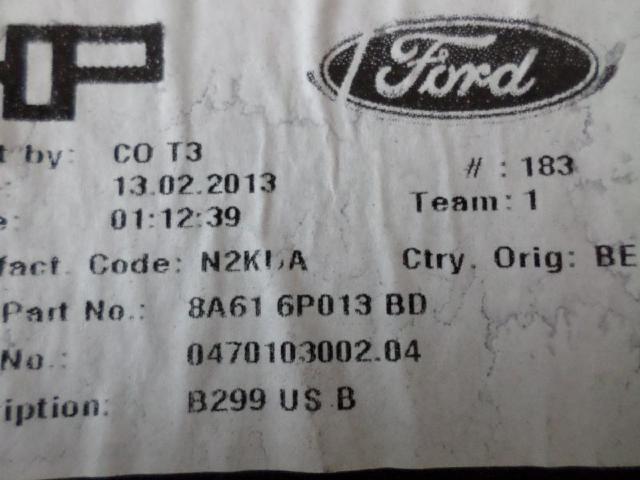 Ford
t by: CO T3
# : 183
: 13.02.2013
Team: 1
e: 01:12:39
fact. Code: Ctry. Orig: BE
Part No.: 8A61 6P013 BD
No.: 0470103002.04
iption: B299 US B